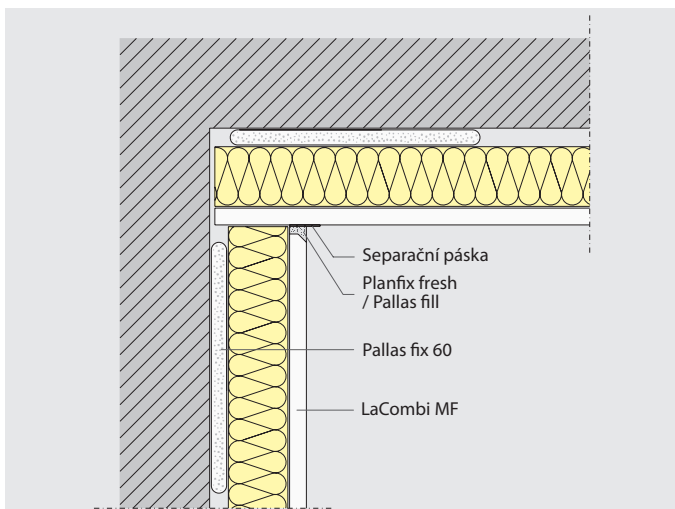 Separační páska
Planfix fresh
/ Pallas fill
Pallas fix 60
LaCombi MF